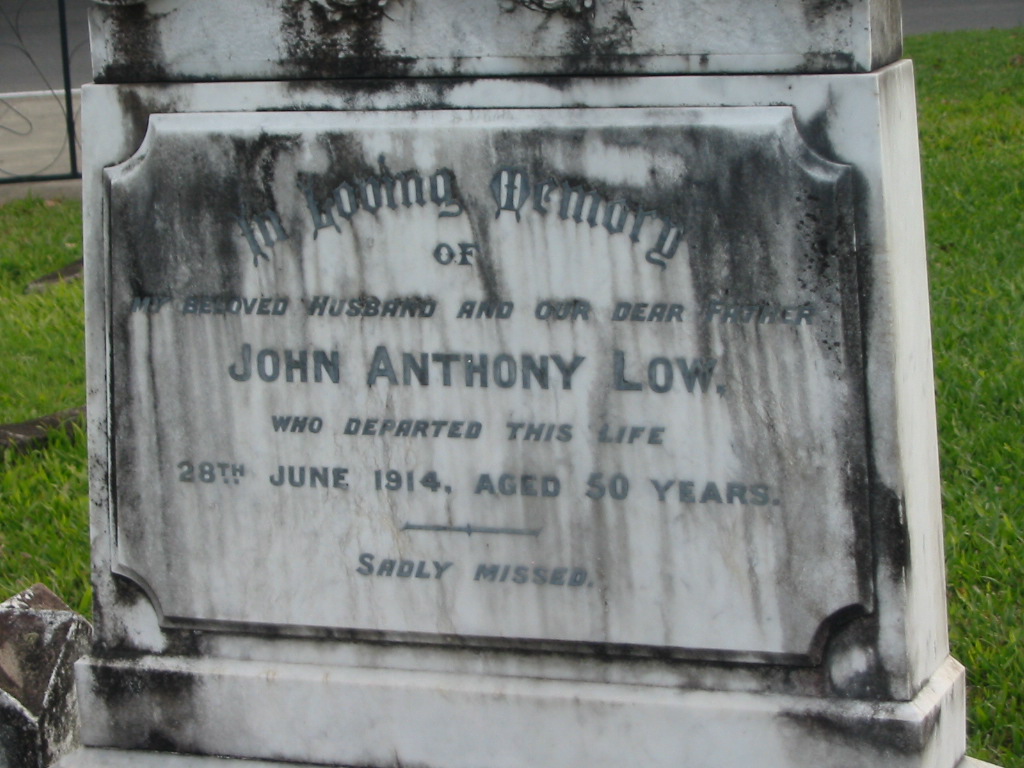 In Loving Memory
OF
MY BELOVED HUSBAND AND OUR DEAR FATHER
JOHN ANTHONY LOW,
WHO DEPARTED THIS LIFE
28TH JUNE 1914, AGED 50 YEARS.
SADLY MISSED.